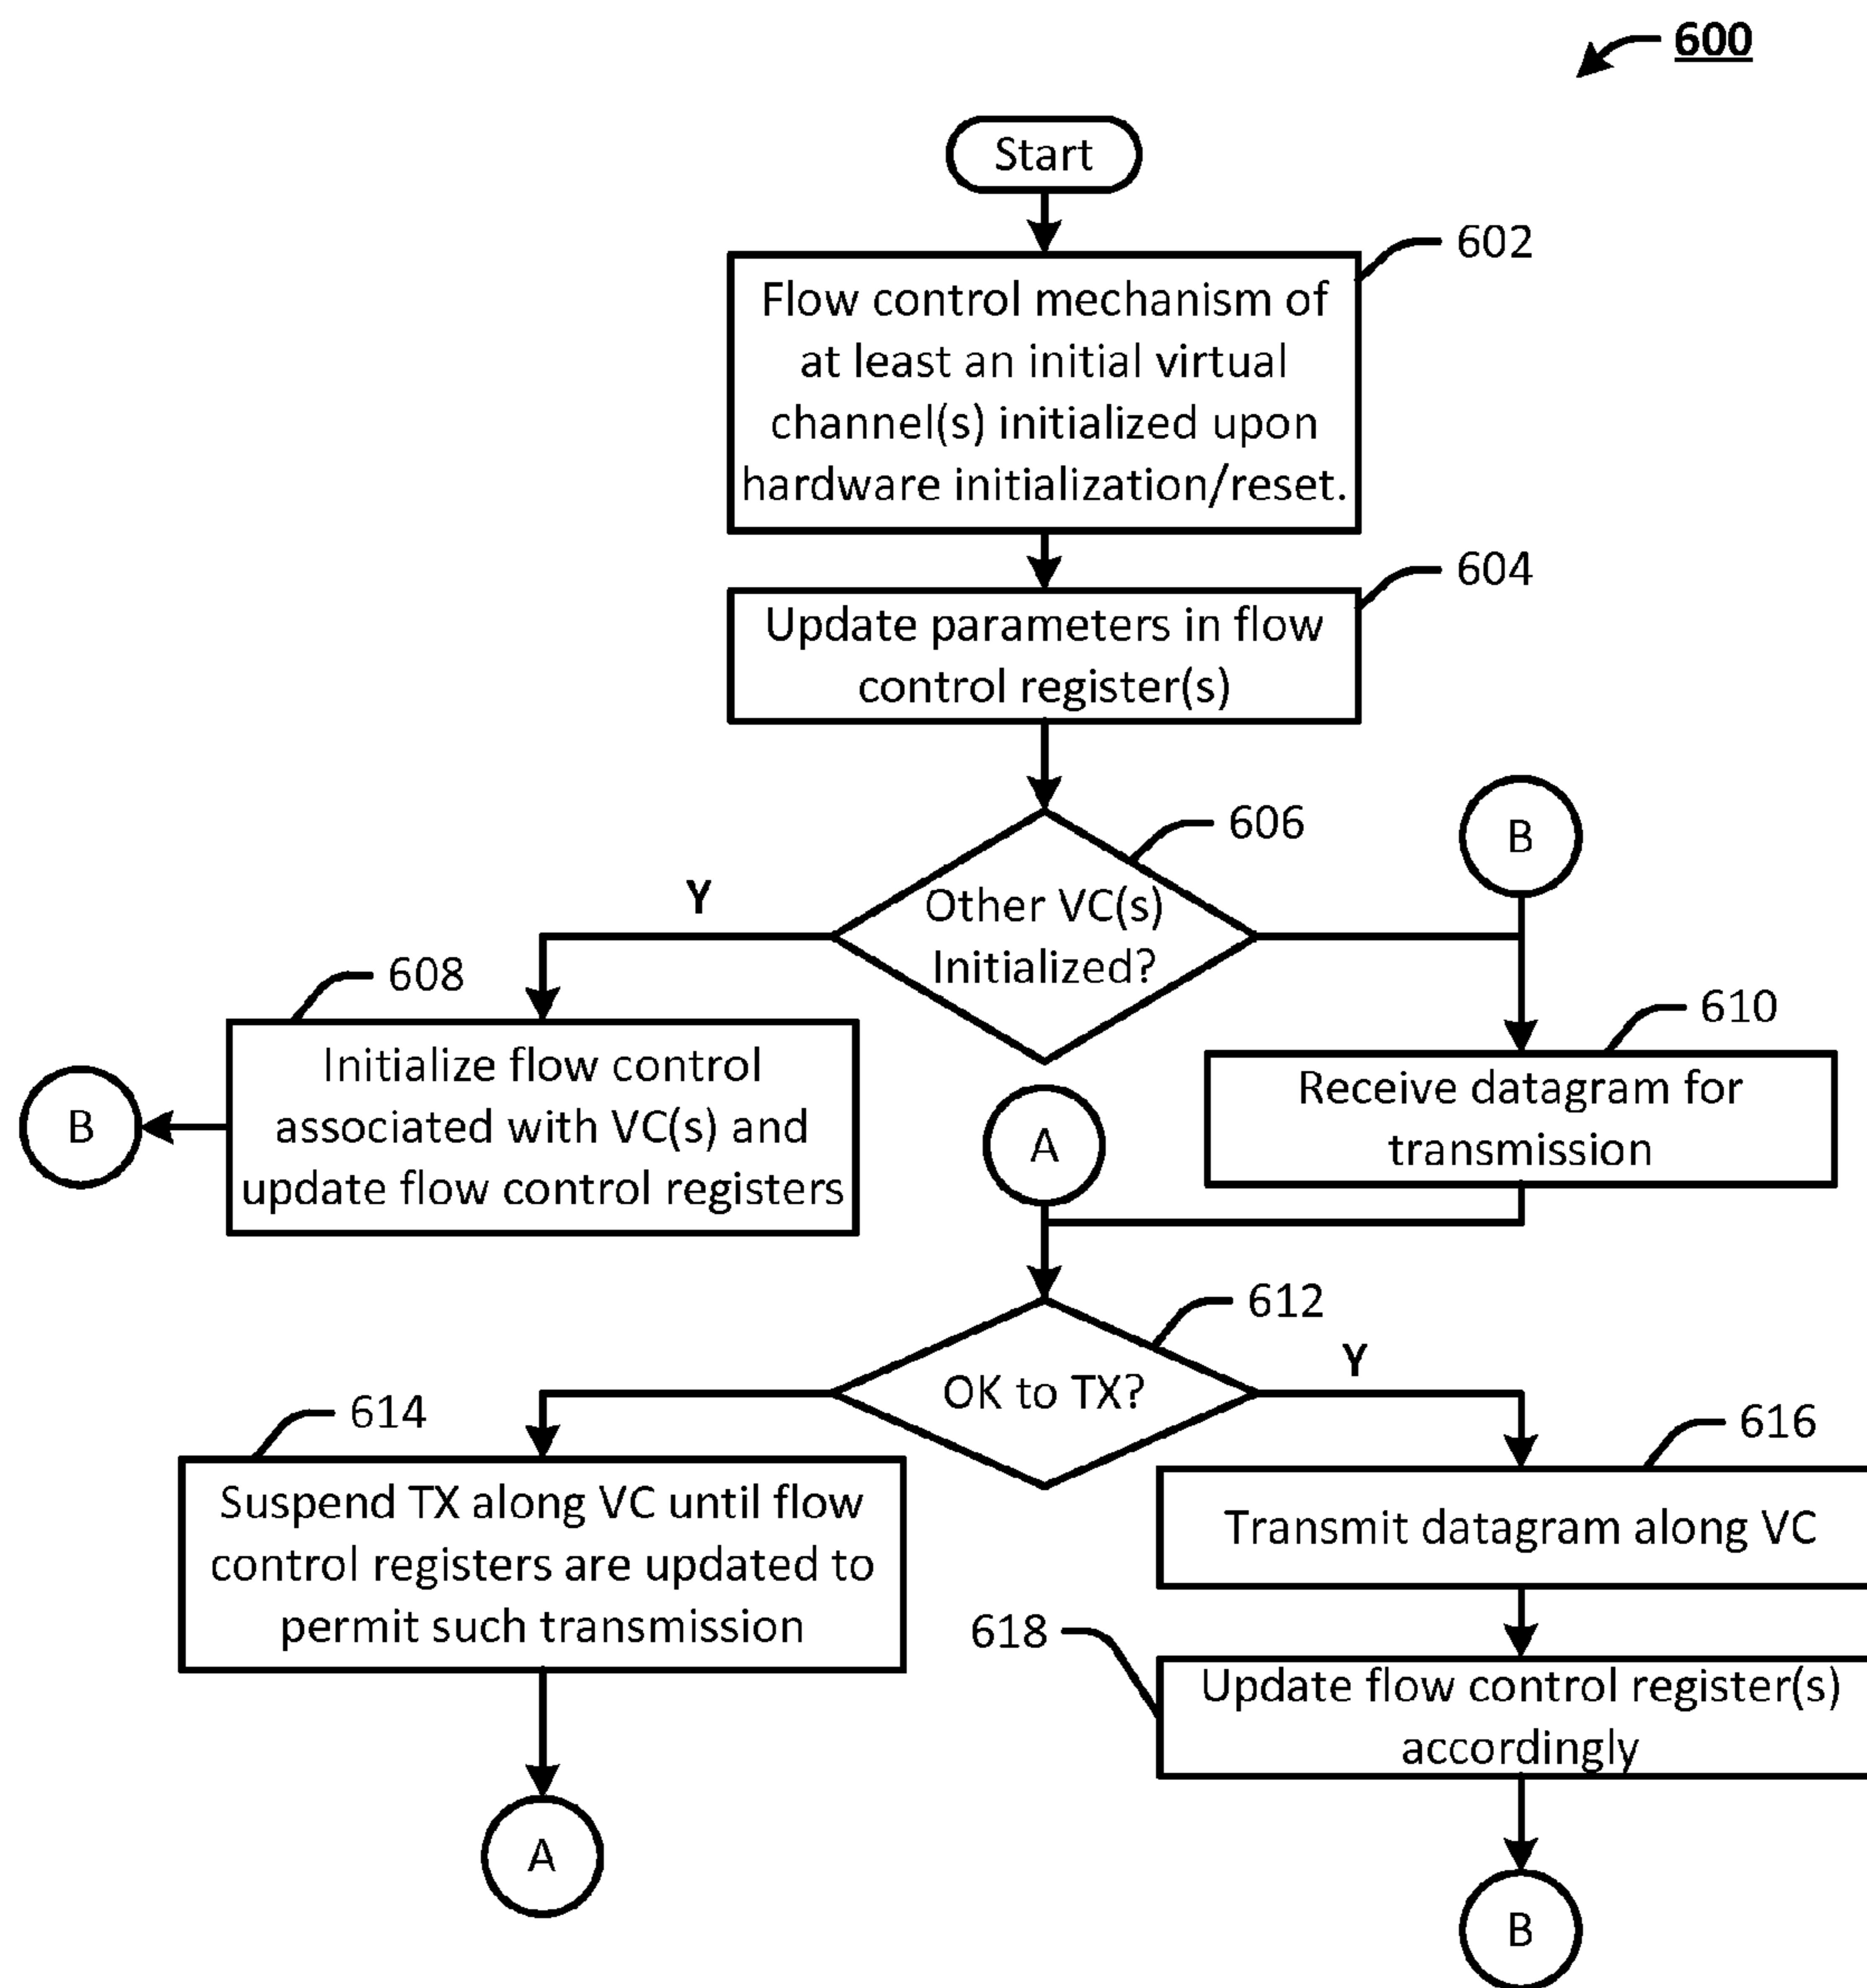 600
Start
602
Flow control mechanism of
at least an initial virtual
channel(s) initialized upon
hardware initialization/reset.
604
Update parameters in flow
control register(s)
606
B
Y
Other VC(s)
Initialized?
608
610
Initialize flow control
associated with VC(s) and
update flow control registers
B
Receive datagram for
transmission
A
612
Y
OK to TX?
614
616
Suspend TX along VC until flow
control registers are updated to
permit such transmission
Transmit datagram along VC
618
Update flow control register(s)
accordingly
A
B